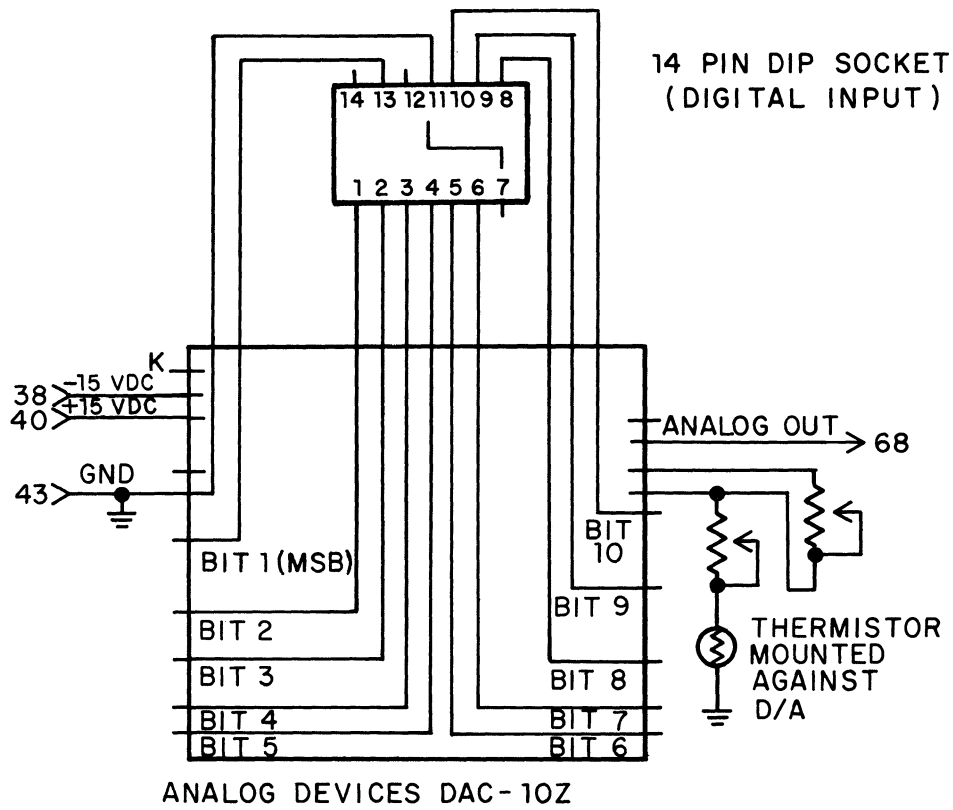 14 PIN DIP SOCKET
(DIGITAL INPUT)
14 13 12 11 10 9 8
1 2 3 4 5 6 7
K
38 -15 VDC
40 +15 VDC
ANALOG OUT 68
GND
43
BIT 1 (MSB)
BIT 10
BIT 2
BIT 9
BIT 3
BIT 8
BIT 4
BIT 7
BIT 5
BIT 6
THERMISTOR
MOUNTED
AGAINST
D/A
ANALOG DEVICES DAC-10Z